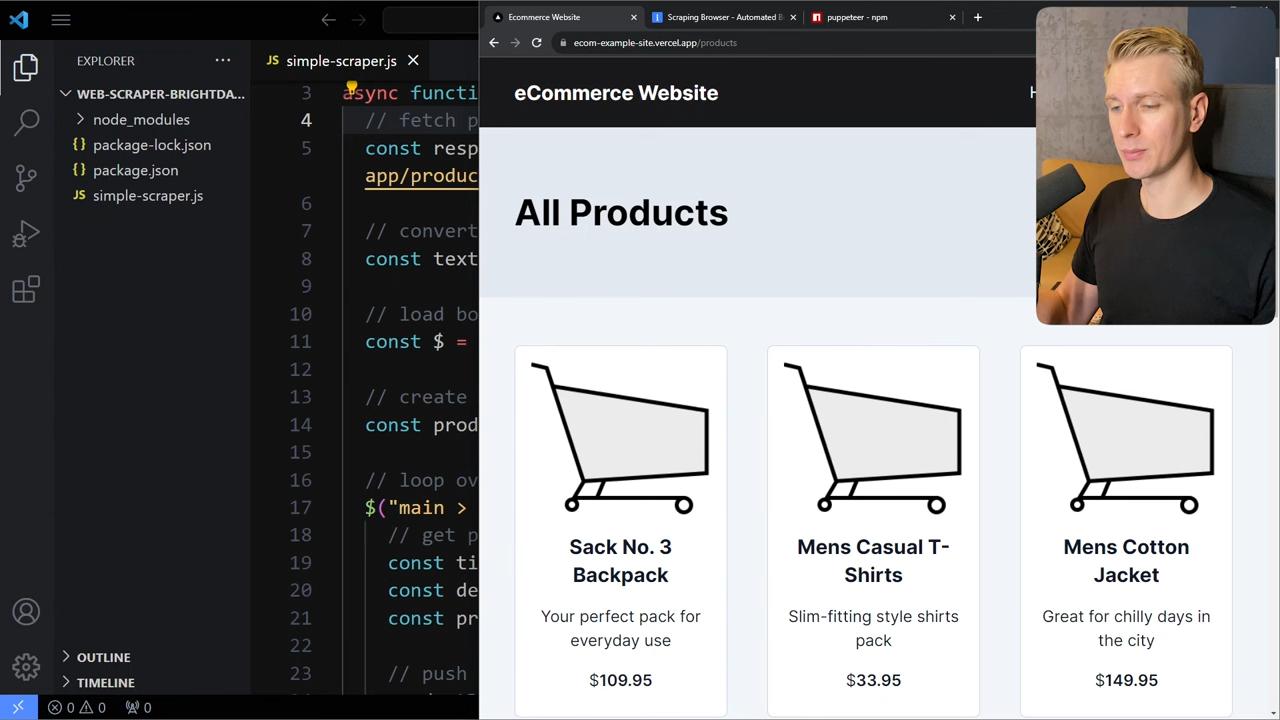 Ecommerce Website
Scraping Browser - Automated B
puppeteer - npm
ecom-example-site.vercel.app/products
EXPLORER
WEB-SCRAPER-BRIGHTDA...
node_modules
package-lock.json
package.json
JS simple-scraper.js
OUTLINE
TIMELINE
0 0 0
JS simple-scraper.js
3 async functi
4 // fetch p
5 const resp
app/produc
6
7 // convert
8 const text
9
10 // load bo
11 const $ =
12
13 // create
14 const prod
15
16 // loop ov
17 $("main >
18 // get p
19 const ti
20 const de
21 const pr
22
23 // push
eCommerce Website
H
All Products
Sack No. 3
Backpack
Your perfect pack for
everyday use
$109.95
Mens Casual T-
Shirts
Slim-fitting style shirts
pack
$33.95
Mens Cotton
Jacket
Great for chilly days in
the city
$149.95